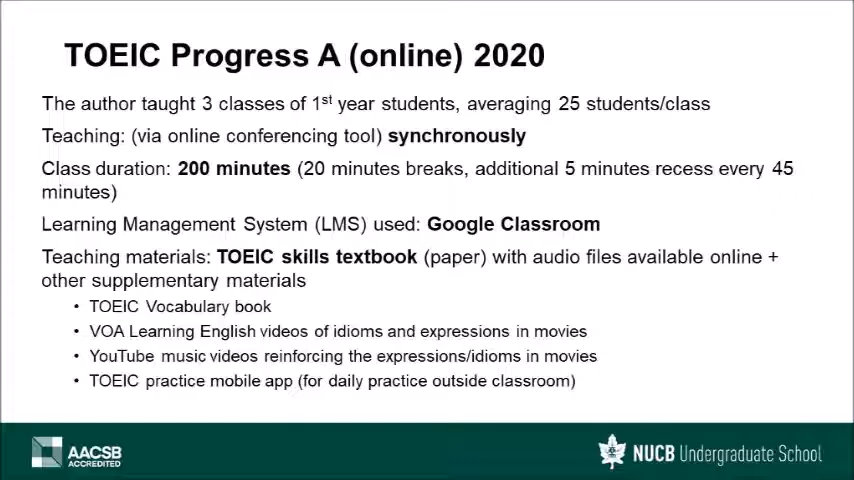 TOEIC Progress A (online) 2020
The author taught 3 classes of 1st year students, averaging 25 students/class
Teaching: (via online conferencing tool) synchronously
Class duration: 200 minutes (20 minutes breaks, additional 5 minutes recess every 45
minutes)
Learning Management System (LMS) used: Google Classroom
Teaching materials: TOEIC skills textbook (paper) with audio files available online +
other supplementary materials
• TOEIC Vocabulary book
• VOA Learning English videos of idioms and expressions in movies
• YouTube music videos reinforcing the expressions/idioms in movies
• TOEIC practice mobile app (for daily practice outside classroom)
AACSB
ACCREDITED
NUCB Undergraduate School